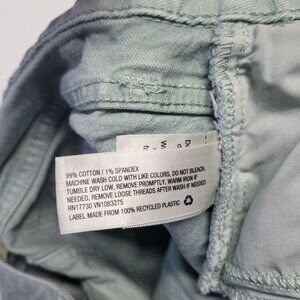 99% COTTON / 1% SPANDEX
MACHINE WASH COLD WITH LIKE COLORS, DO NOT BLEACH.
TUMBLE DRY LOW, REMOVE PROMPTLY, WARM IRON IF
NEEDED, REMOVE LOOSE THREADS AFTER WASH IF
NEEDED.
RN17730 VN1083275
LABEL MADE FROM 100% RECYCLED PLASTIC